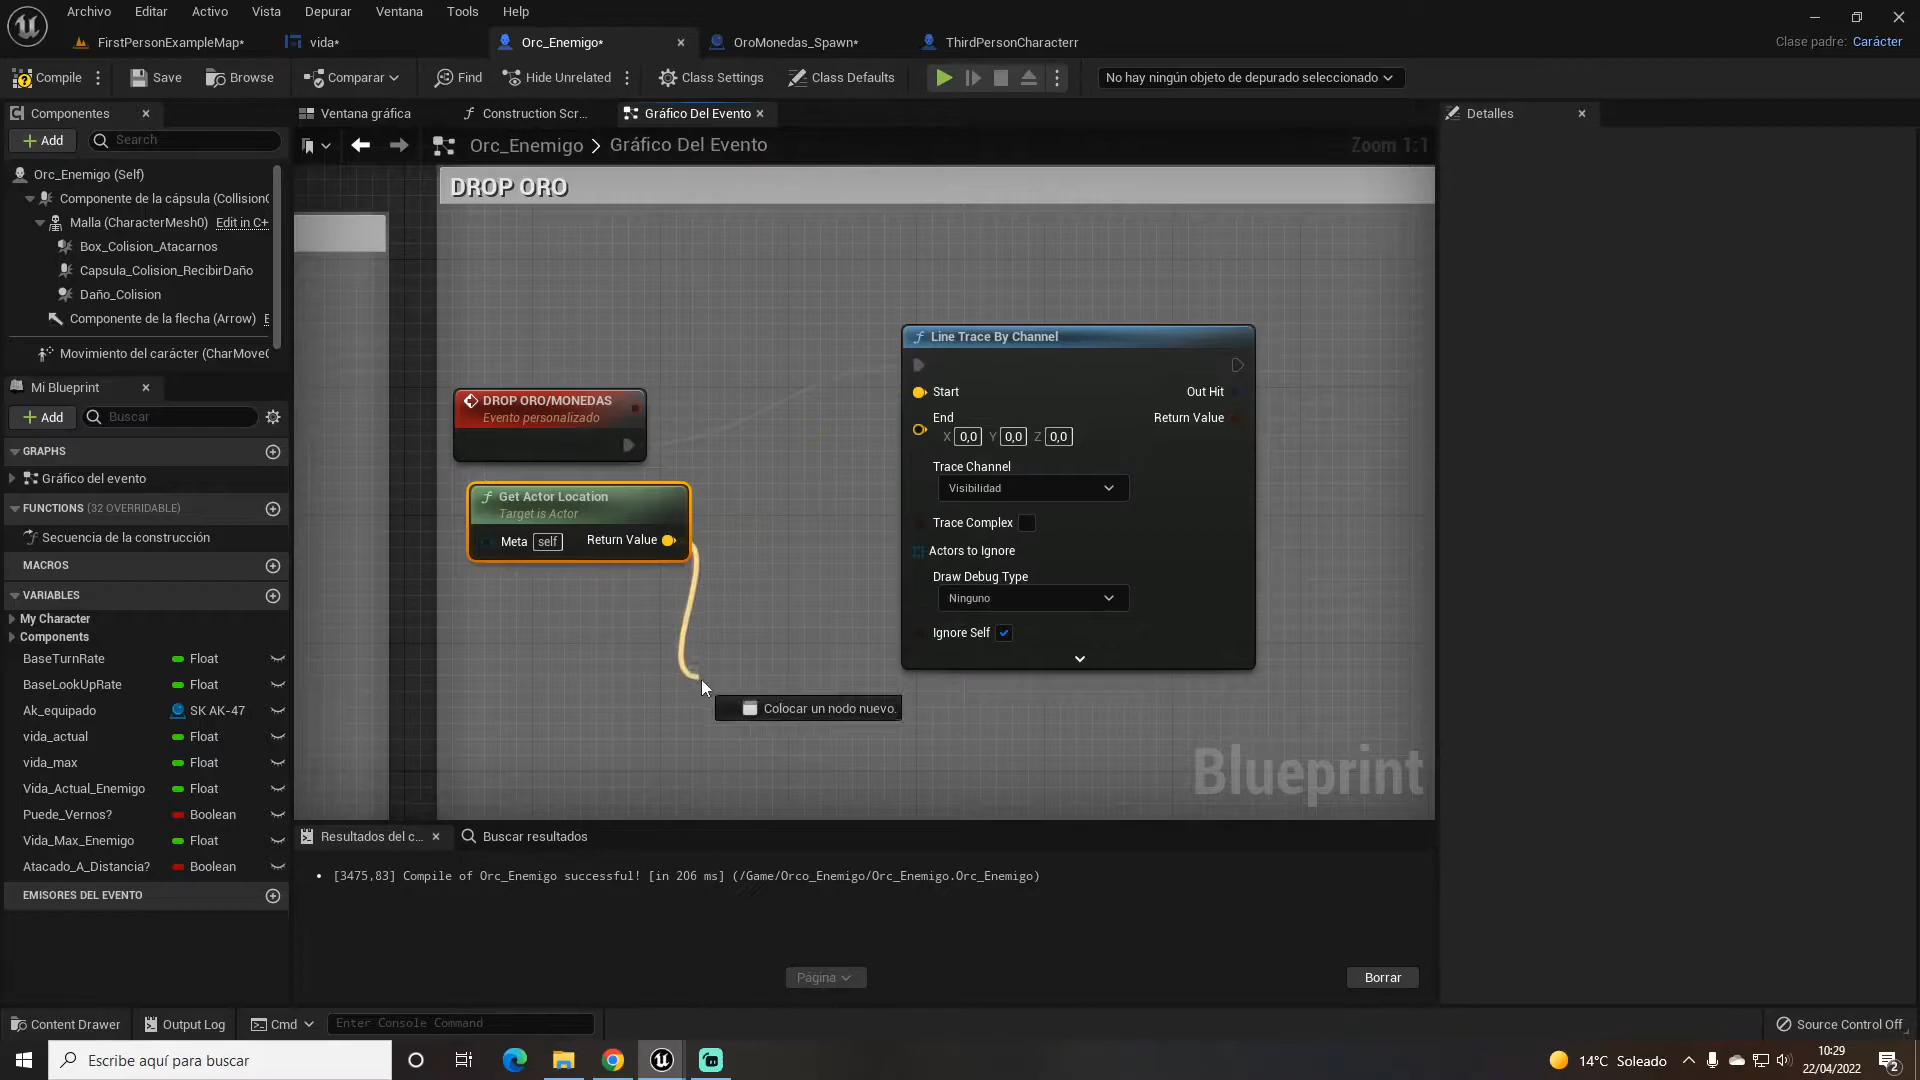 Archivo Editar Activo Vista Depurar Ventana Tools Help
FirstPersonExampleMap* vida* Orc_Enemigo* OroMonedas_Spawn* ThirdPersonCharacterr
Clase padre: Carácter
Compile Save Browse Comparar Find Hide Unrelated Class Settings Class Defaults No hay ningún objeto de depurado seleccionado
Componentes Ventana gráfica Construction Scr... Gráfico Del Evento Detalles
Add Search
Orc_Enemigo > Gráfico Del Evento Zoom 1:1
Orc_Enemigo (Self)
Componente de la cápsula (Collision
Malla (CharacterMesh0) Edit in C+
Box_Colision_Atacarnos
Capsula_Colision_RecibirDaño
Daño_Colision
Componente de la flecha (Arrow) E
Movimiento del carácter (CharMove
Mi Blueprint
Add Buscar
GRAPHS
Gráfico del evento
FUNCTIONS (32 OVERRIDABLE)
Secuencia de la construcción
MACROS
VARIABLES
My Character
Components
BaseTurnRate Float
BaseLookUpRate Float
Ak_equipado SK AK-47
vida_actual Float
vida_max Float
Vida_Actual_Enemigo Float
Puede_Vernos? Boolean
Vida_Max_Enemigo Float
Atacado_A_Distancia? Boolean
EMISORES DEL EVENTO
DROP ORO
DROP ORO/MONEDAS
Evento personalizado
Get Actor Location
Target is Actor
Meta self Return Value
Colocar un nodo nuevo.
Line Trace By Channel
Start Out Hit
End Return Value
X 0,0 Y 0,0 Z 0,0
Trace Channel
Visibilidad
Trace Complex
Actors to Ignore
Draw Debug Type
Ninguno
Ignore Self
Blueprint
Resultados del c... Buscar resultados
[3475,83] Compile of Orc_Enemigo successful! [in 206 ms] (/Game/Orco_Enemigo/Orc_Enemigo.Orc_Enemigo)
Página Borrar
Content Drawer Output Log Cmd Enter Console Command Source Control Off
Escribe aquí para buscar
14°C Soleado
10:29
22/04/2022
2